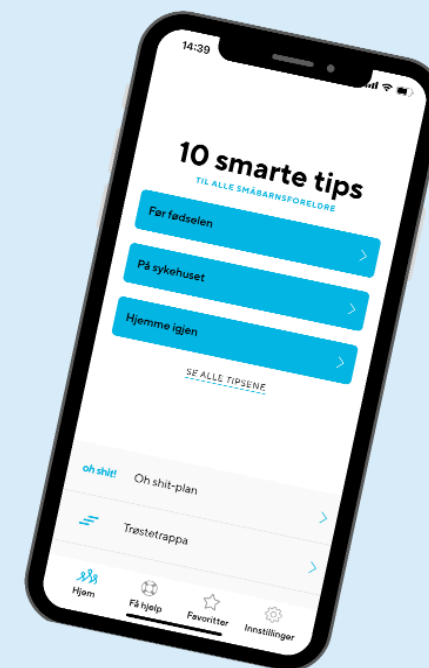 14:39
10 smarte tips
TIL ALLE SMÅBARNSFORELDRE
Før fødselen
På sykehuset
Hjemme igjen
SE ALLE TIPSENE
oh shit! Oh shit-plan
Trøstetrappa
Hjem Få hjelp Favoritter Innstillinger